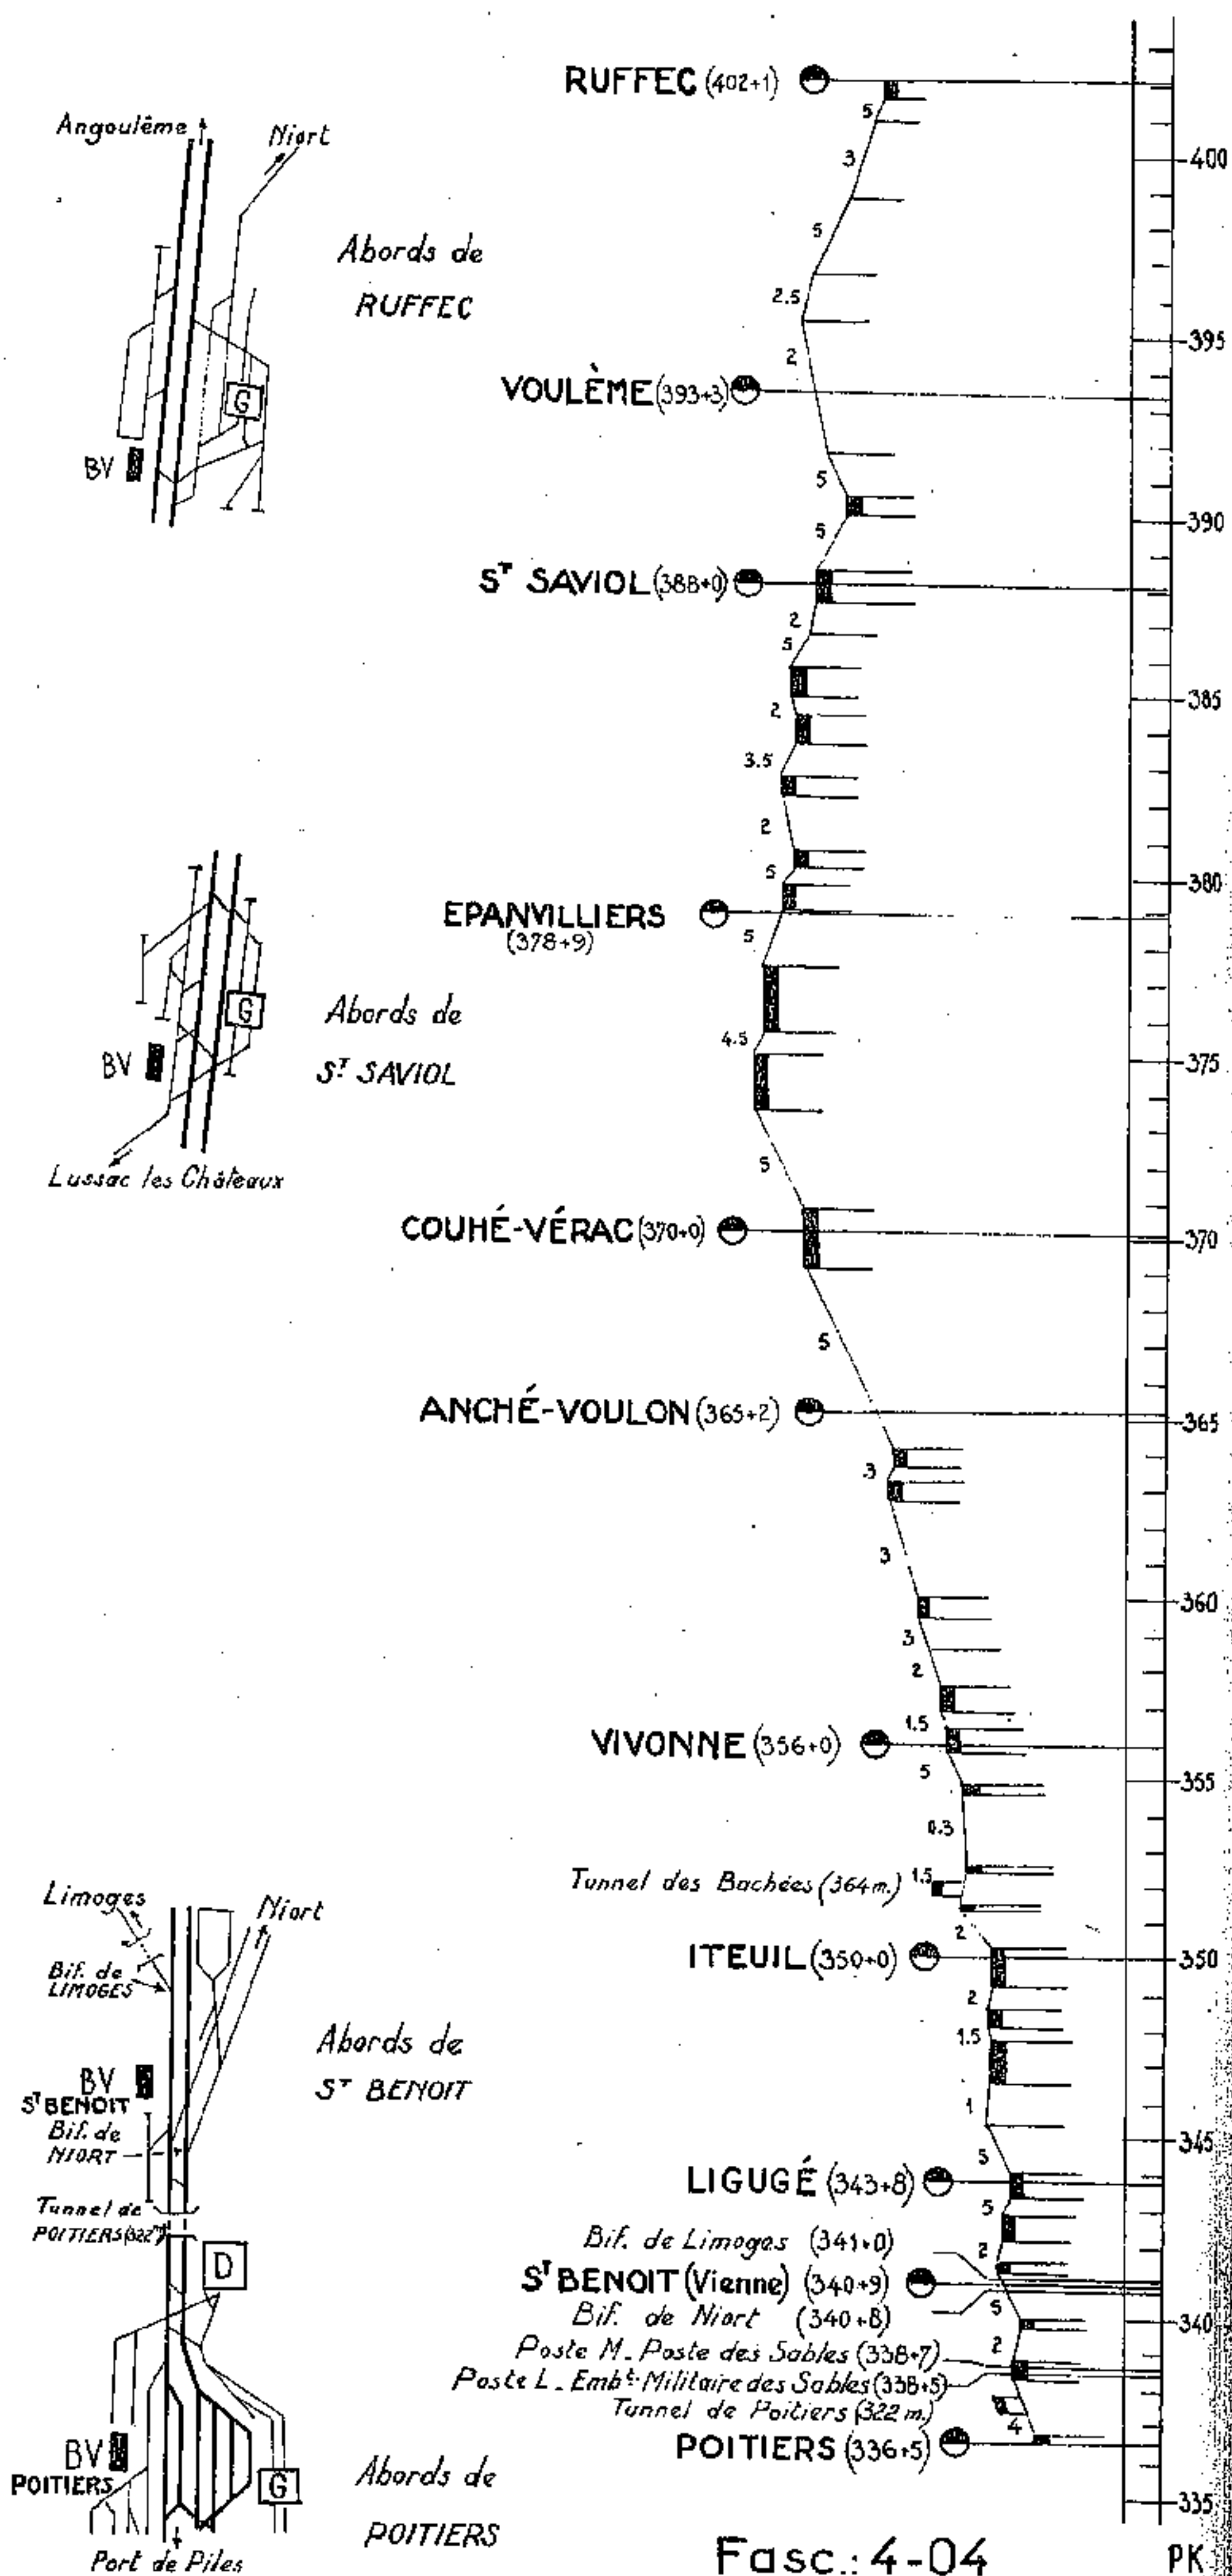 RUFFEC (402+1)
5
3
5
2.5
2
VOULÈME (393+3)
5
5
Sᵀ SAVIOL (388+0)
2
5
2
3.5
2
5
EPANVILLIERS
(378+9)
5
4.5
5
COUHÉ-VÉRAC (370+0)
5
ANCHÉ-VOULON (365+2)
3
3
3
2
1.5
VIVONNE (356+0)
5
0.3
Tunnel des Bachées (364 m.)
1.5
2
ITEUIL (350+0)
2
1.5
1
5
LIGUGÉ (343+8)
5
Bif. de Limoges (341+0)
2
Sᵀ BENOIT (Vienne) (340+9)
5
Bif. de Niort (340+8)
2
Poste M. Poste des Sables (338+7)
Poste L. Embᵗ Militaire des Sables (338+5)
Tunnel de Poitiers (322 m.)
4
POITIERS (336+5)
400
395
390
385
380
375
370
365
360
355
350
345
340
335
PK
Angoulême
Niort
Abords de
RUFFEC
G
BV
Abords de
Sᵀ SAVIOL
G
BV
Lussac les Châteaux
Limoges
Niort
Bif. de
LIMOGES
Abords de
Sᵀ BENOIT
BV
Sᵀ BENOIT
Bif. de
NIORT
Tunnel de
POITIERS (322ᵐ)
D
BV
POITIERS
G
Abords de
POITIERS
Port de Piles
Fasc.: 4-04